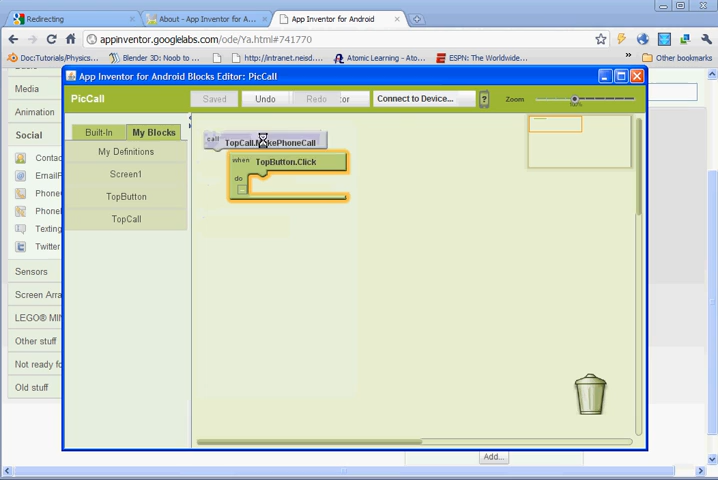 Redirecting
About - App Inventor for A...
App Inventor for Android
appinventor.googlelabs.com/ode/Ya.html#741770
Doc:Tutorials/Physics...
Blender 3D: Noob to ...
http://intranet.neisd...
Atomic Learning - Ato...
ESPN: The Worldwide...
Other bookmarks
Media
Animation
Social
Contac
EmailP
Phone
Phone
Texting
Twitter
Sensors
Screen Arra
LEGO® MIN
Other stuff
Not ready fo
Old stuff
App Inventor for Android Blocks Editor: PicCall
PicCall
Saved
Undo
Redo
tor
Connect to Device...
?
Zoom
Built-In
My Blocks
My Definitions
Screen1
TopButton
TopCall
call
when
TopButton.Click
do
Add...